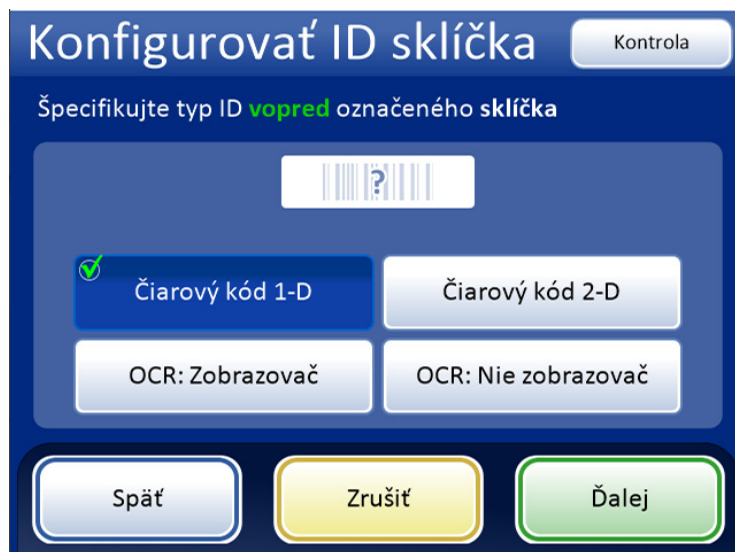 Konfigurovať ID sklíčka
Kontrola
Špecifikujte typ ID vopred označeného sklíčka
?
Čiarový kód 1-D
Čiarový kód 2-D
OCR: Zobrazovač
OCR: Nie zobrazovač
Späť
Zrušiť
Ďalej